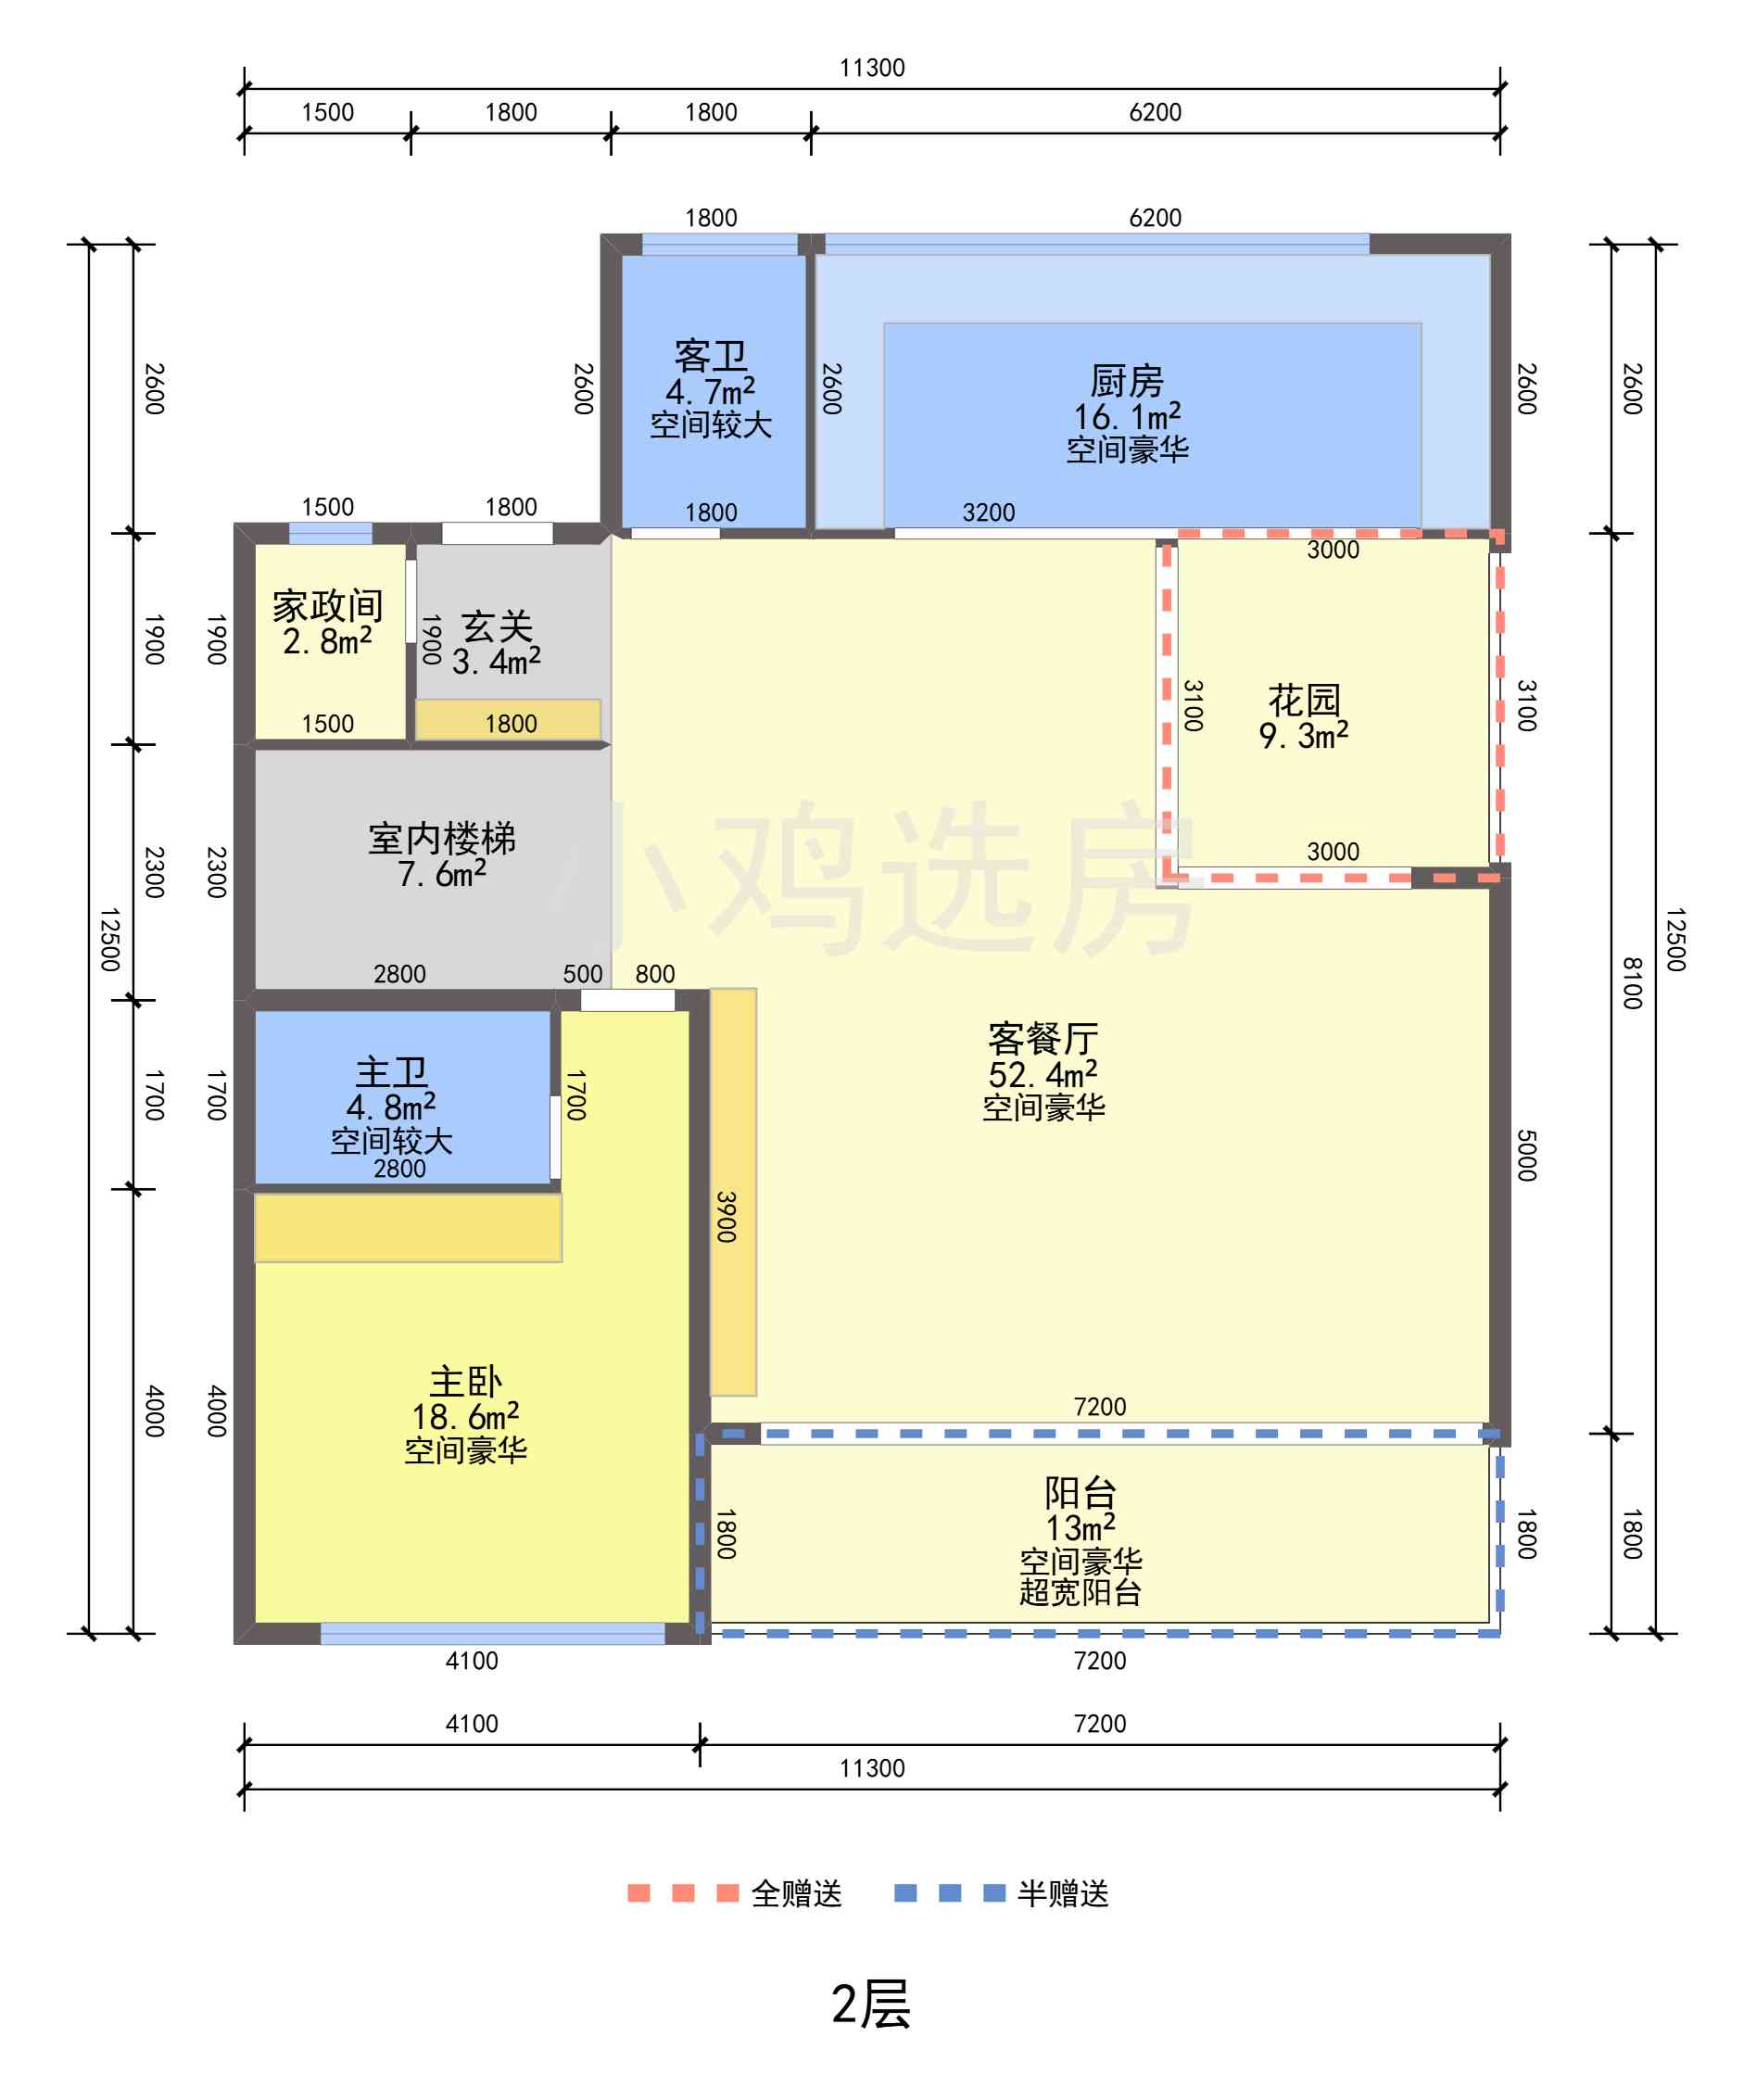 11300
1500
1800
1800
6200
1800
6200
2600
2600
客卫
4.7m²
空间较大
2600
厨房
16.1m²
空间豪华
2600
2600
1500
1800
1800
3200
3000
1900
1900
家政间
2.8m²
1900
玄关
3.4m²
1500
1800
3100
花园
9.3m²
3100
3000
小鸡选房
室内楼梯
7.6m²
2300
2300
12500
12500
8100
2800
500
800
客餐厅
52.4m²
空间豪华
1700
1700
主卫
4.8m²
空间较大
2800
1700
5000
3900
主卧
18.6m²
空间豪华
4000
4000
7200
阳台
13m²
空间豪华
超宽阳台
1800
1800
1800
4100
7200
4100
7200
11300
全赠送
半赠送
2层